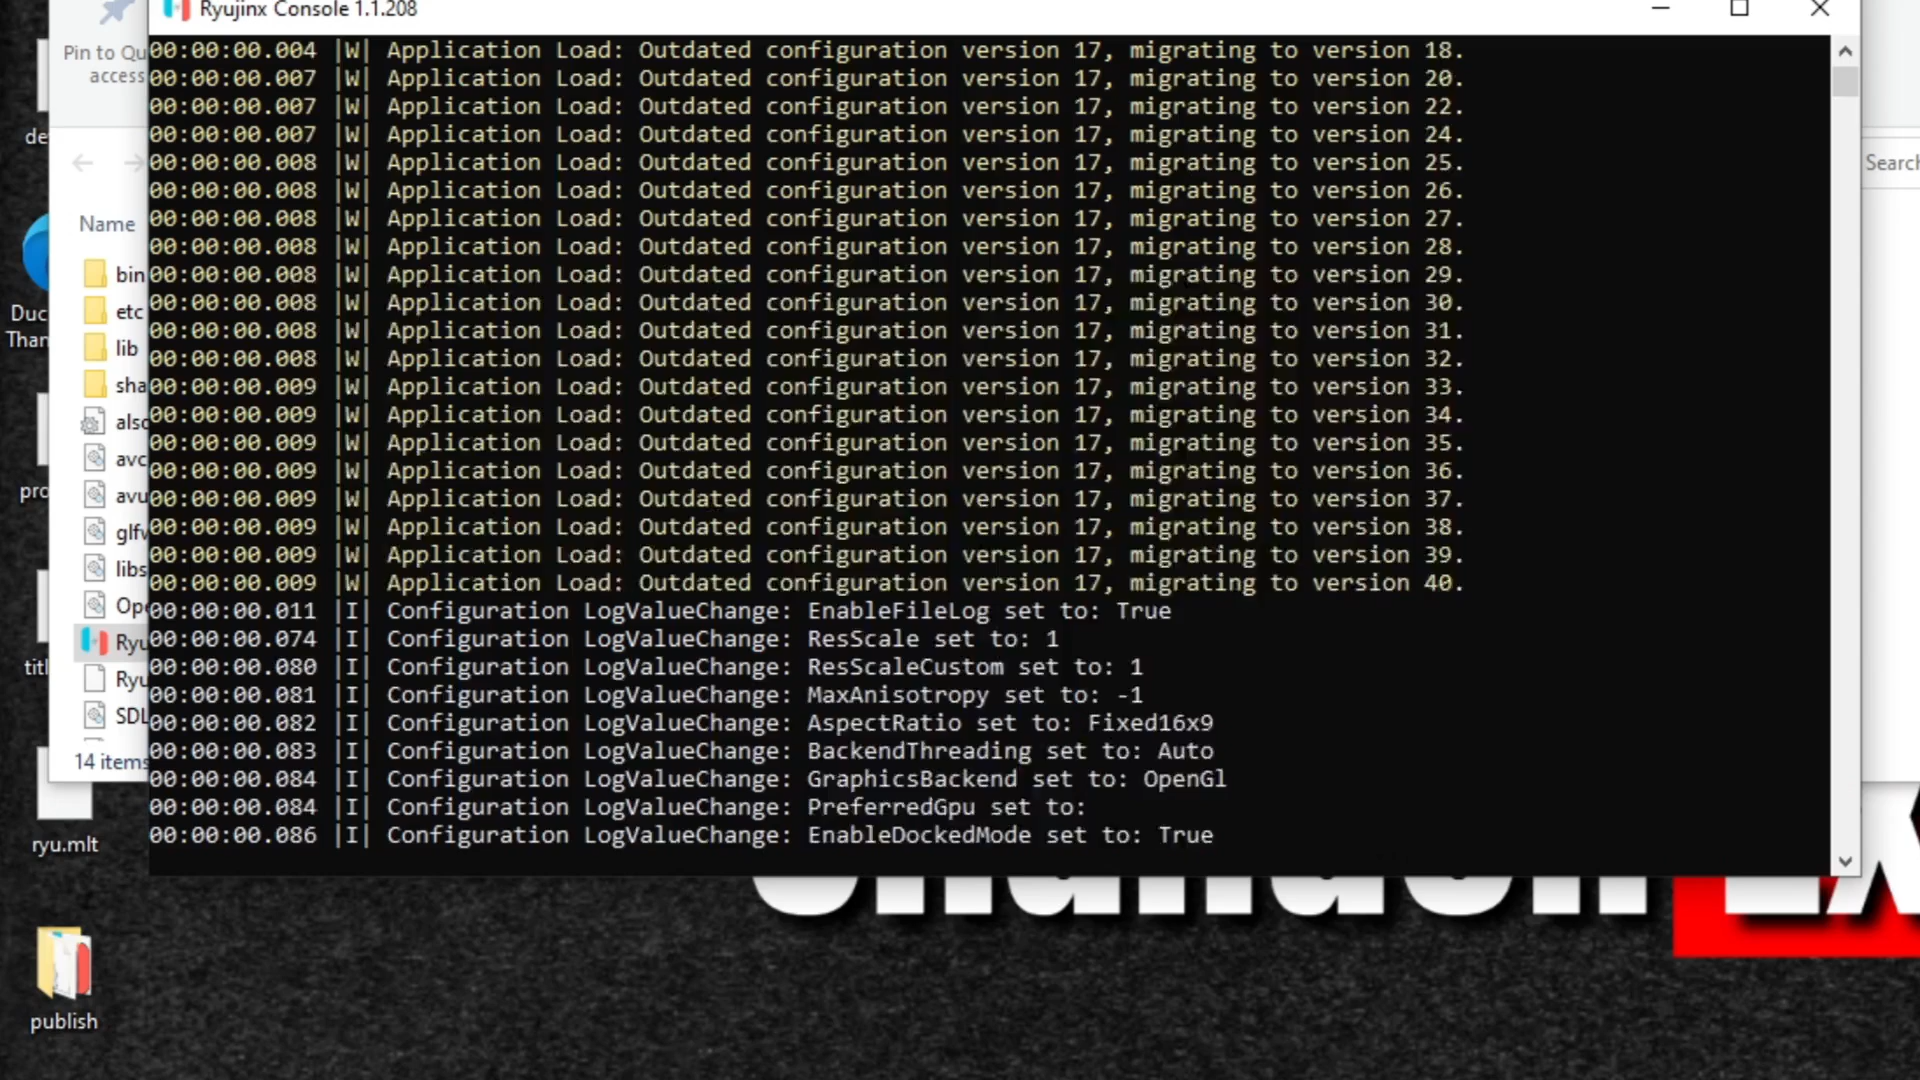 Ryujinx Console 1.1.208
Pin to Qu
access
00:00:00.004 |W| Application Load: Outdated configuration version 17, migrating to version 18.
00:00:00.007 |W| Application Load: Outdated configuration version 17, migrating to version 20.
00:00:00.007 |W| Application Load: Outdated configuration version 17, migrating to version 22.
00:00:00.007 |W| Application Load: Outdated configuration version 17, migrating to version 24.
00:00:00.008 |W| Application Load: Outdated configuration version 17, migrating to version 25.
00:00:00.008 |W| Application Load: Outdated configuration version 17, migrating to version 26.
00:00:00.008 |W| Application Load: Outdated configuration version 17, migrating to version 27.
00:00:00.008 |W| Application Load: Outdated configuration version 17, migrating to version 28.
00:00:00.008 |W| Application Load: Outdated configuration version 17, migrating to version 29.
00:00:00.008 |W| Application Load: Outdated configuration version 17, migrating to version 30.
00:00:00.008 |W| Application Load: Outdated configuration version 17, migrating to version 31.
00:00:00.008 |W| Application Load: Outdated configuration version 17, migrating to version 32.
00:00:00.009 |W| Application Load: Outdated configuration version 17, migrating to version 33.
00:00:00.009 |W| Application Load: Outdated configuration version 17, migrating to version 34.
00:00:00.009 |W| Application Load: Outdated configuration version 17, migrating to version 35.
00:00:00.009 |W| Application Load: Outdated configuration version 17, migrating to version 36.
00:00:00.009 |W| Application Load: Outdated configuration version 17, migrating to version 37.
00:00:00.009 |W| Application Load: Outdated configuration version 17, migrating to version 38.
00:00:00.009 |W| Application Load: Outdated configuration version 17, migrating to version 39.
00:00:00.009 |W| Application Load: Outdated configuration version 17, migrating to version 40.
00:00:00.011 |I| Configuration LogValueChange: EnableFileLog set to: True
00:00:00.074 |I| Configuration LogValueChange: ResScale set to: 1
00:00:00.080 |I| Configuration LogValueChange: ResScaleCustom set to: 1
00:00:00.081 |I| Configuration LogValueChange: MaxAnisotropy set to: -1
00:00:00.082 |I| Configuration LogValueChange: AspectRatio set to: Fixed16x9
00:00:00.083 |I| Configuration LogValueChange: BackendThreading set to: Auto
00:00:00.084 |I| Configuration LogValueChange: GraphicsBackend set to: OpenGl
00:00:00.084 |I| Configuration LogValueChange: PreferredGpu set to:
00:00:00.086 |I| Configuration LogValueChange: EnableDockedMode set to: True
Search
Name
bin
etc
lib
sha
also
avc
avu
glfw
libs
Ope
Ryu
Ryu
SDL
14 items
de
Duc
Than
pro
titl
ryu.mlt
publish